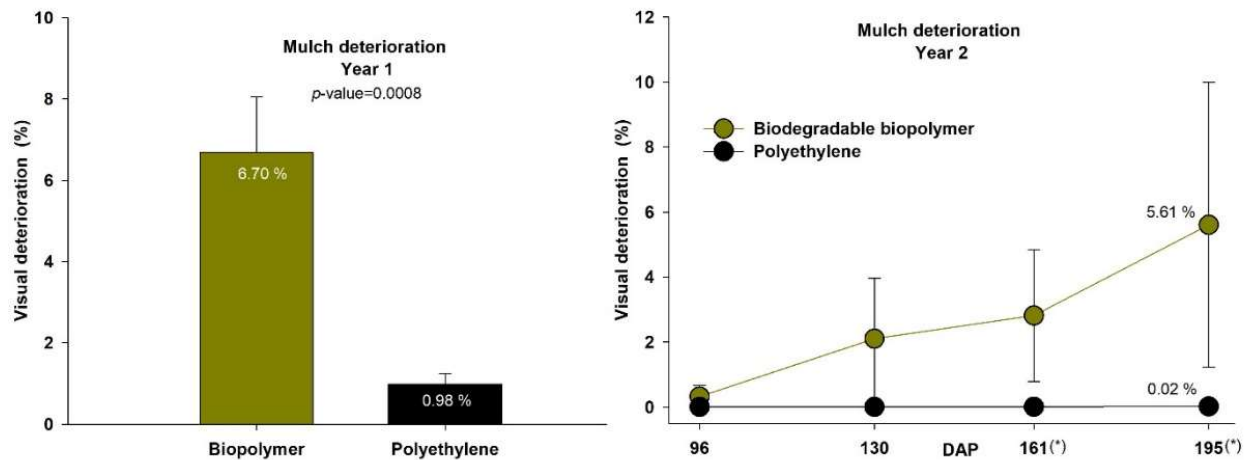 Mulch deterioration
Year 1
p-value=0.0008
Visual deterioration (%)
10
8
6
4
2
0
6.70 %
0.98 %
Biopolymer
Polyethylene
Mulch deterioration
Year 2
Biodegradable biopolymer
Polyethylene
Visual deterioration (%)
12
10
8
6
4
2
0
5.61 %
0.02 %
96
130
DAP
161(*)
195(*)